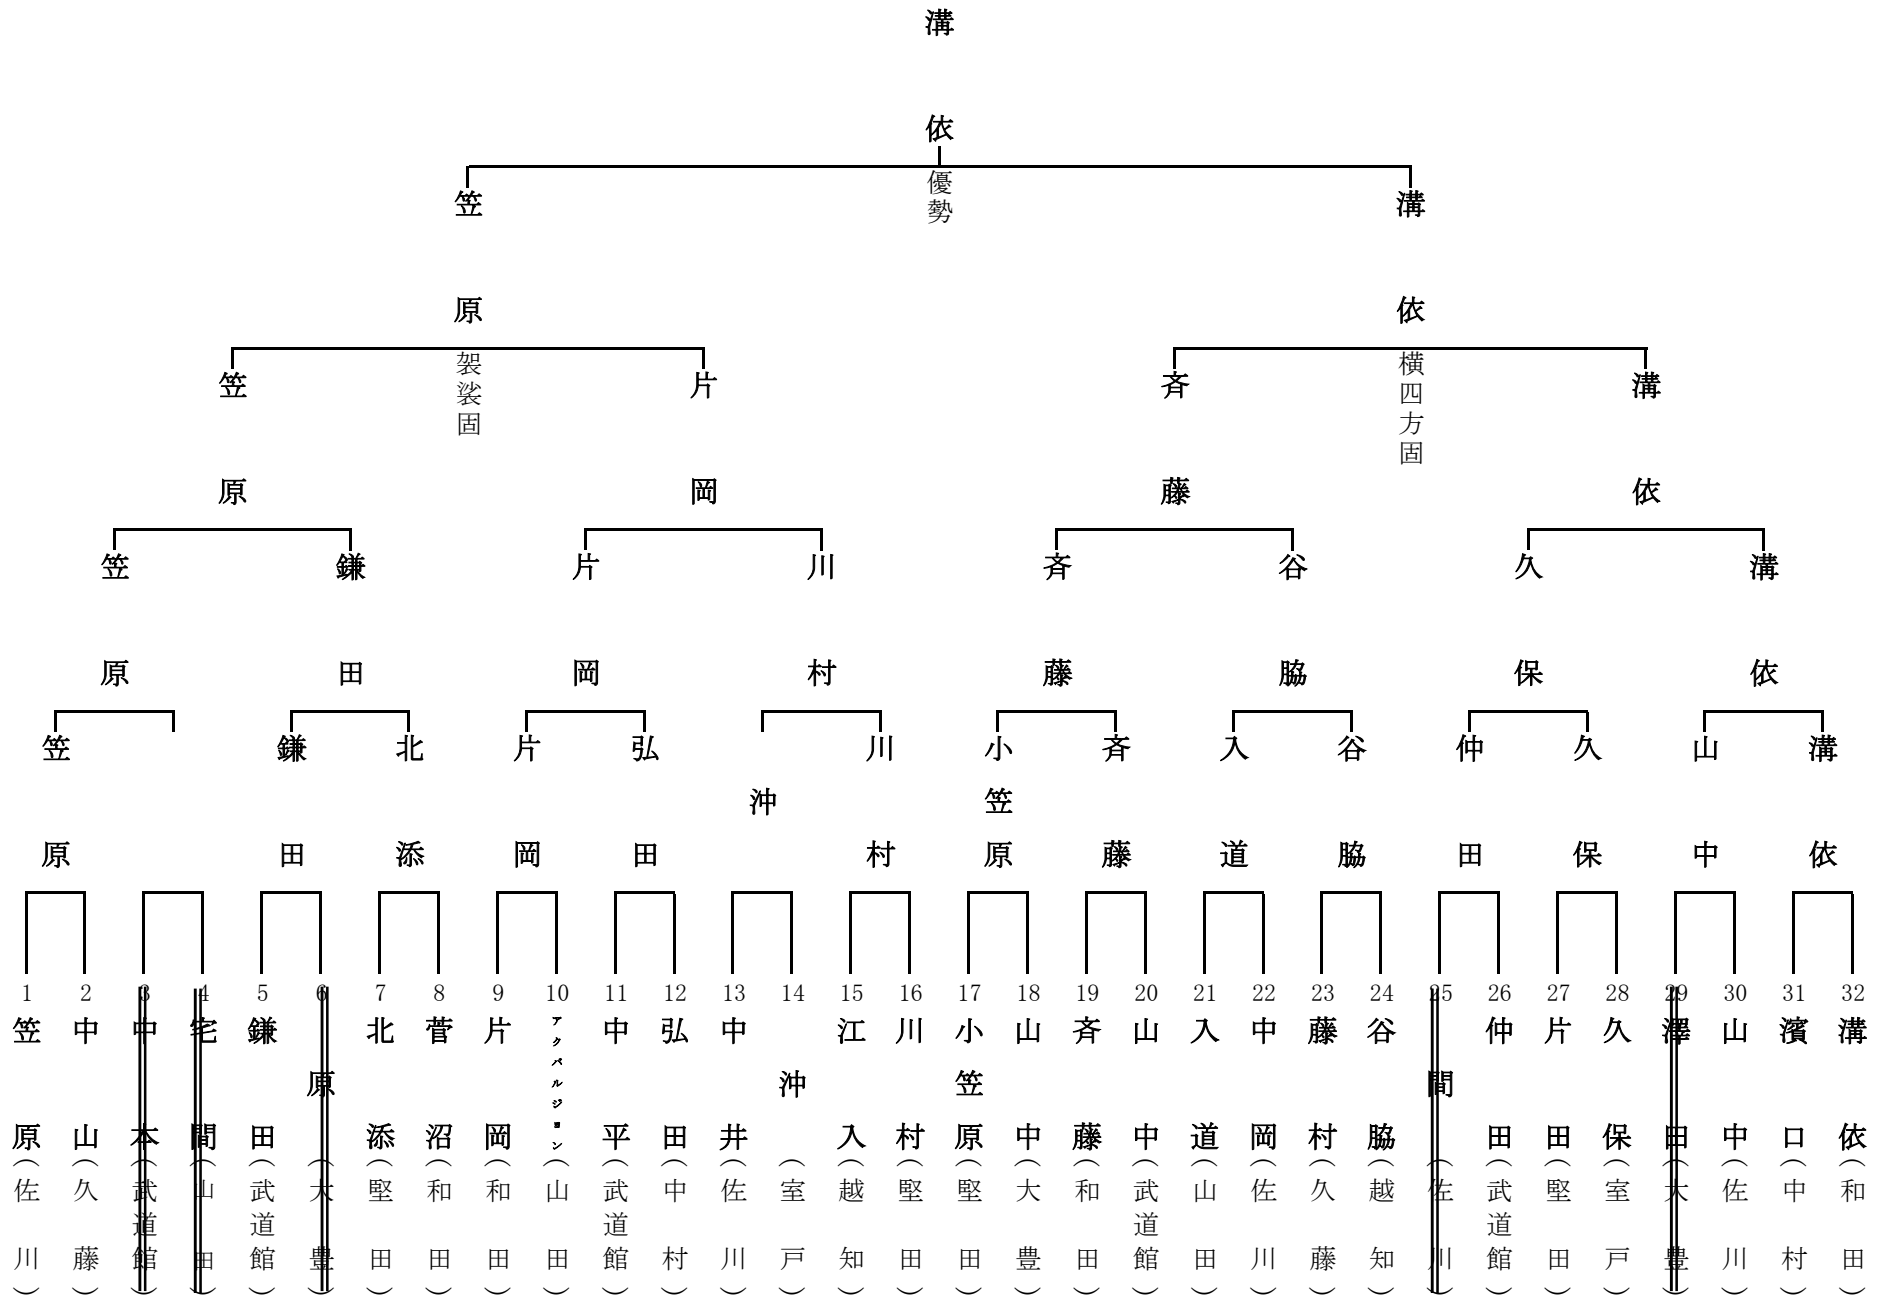 溝依
優勢
笠原
溝依
袈裟固
横四方固
笠原
片岡
斉藤
溝依
笠原
鎌田
片岡
川村
斉藤
谷脇
久保
溝依
笠原
鎌田
北添
片岡
弘田
沖
川村
小笠原
斉藤
入道
谷脇
仲田
久保
山中
溝依
1 笠原（佐川）
2 中山（久藤）
3 中本（武道館）
4 宅間（山田）
5 鎌田（武道館）
6 原（大豊）
7 北添（堅田）
8 菅沼（和田）
9 片岡（和田）
10 アクバルジョン（山田）
11 中平（武道館）
12 弘田（中村）
13 中井（佐川）
14 沖（室戸）
15 江入（越知）
16 川村（堅田）
17 小笠原（堅田）
18 山中（大豊）
19 斉藤（和田）
20 山中（武道館）
21 入道（山田）
22 中岡（佐川）
23 藤村（久藤）
24 谷脇（越知）
25 間（佐川）
26 仲田（武道館）
27 片田（堅田）
28 久保（室戸）
29 澤田（大豊）
30 山中（佐川）
31 濱口（中村）
32 溝依（和田）